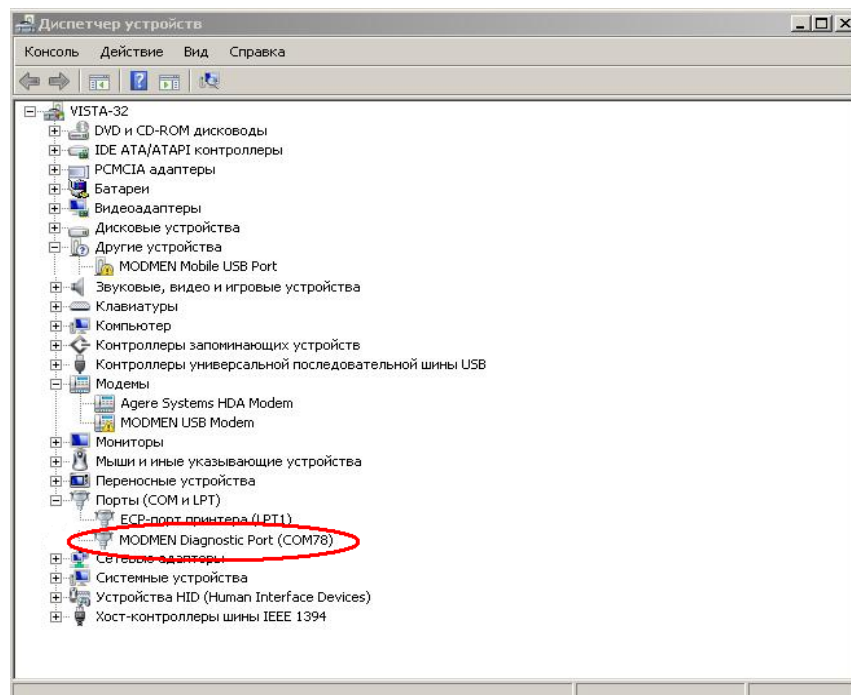 Диспетчер устройств
Консоль Действие Вид Справка
VISTA-32
DVD и CD-ROM дисководы
IDE ATA/ATAPI контроллеры
PCMCIA адаптеры
Батареи
Видеоадаптеры
Дисковые устройства
Другие устройства
MODMEN Mobile USB Port
Звуковые, видео и игровые устройства
Клавиатуры
Компьютер
Контроллеры запоминающих устройств
Контроллеры универсальной последовательной шины USB
Модемы
Agere Systems HDA Modem
MODMEN USB Modem
Мониторы
Мыши и иные указывающие устройства
Переносные устройства
Порты (COM и LPT)
ECP-порт принтера (LPT1)
MODMEN Diagnostic Port (COM78)
Сетевые адаптеры
Системные устройства
Устройства HID (Human Interface Devices)
Хост-контроллеры шины IEEE 1394